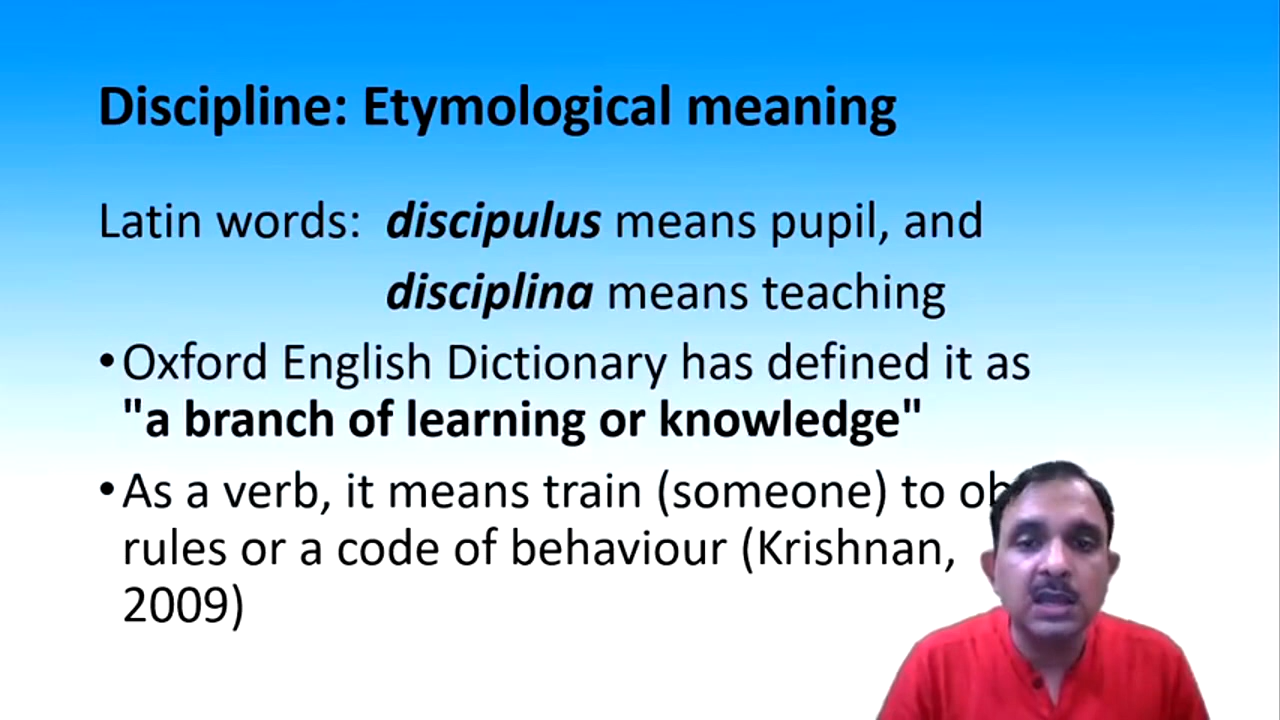 Discipline: Etymological meaning
Latin words: discipulus means pupil, and
disciplina means teaching
•Oxford English Dictionary has defined it as
"a branch of learning or knowledge"
•As a verb, it means train (someone) to
rules or a code of behaviour (Krishnan,
2009)